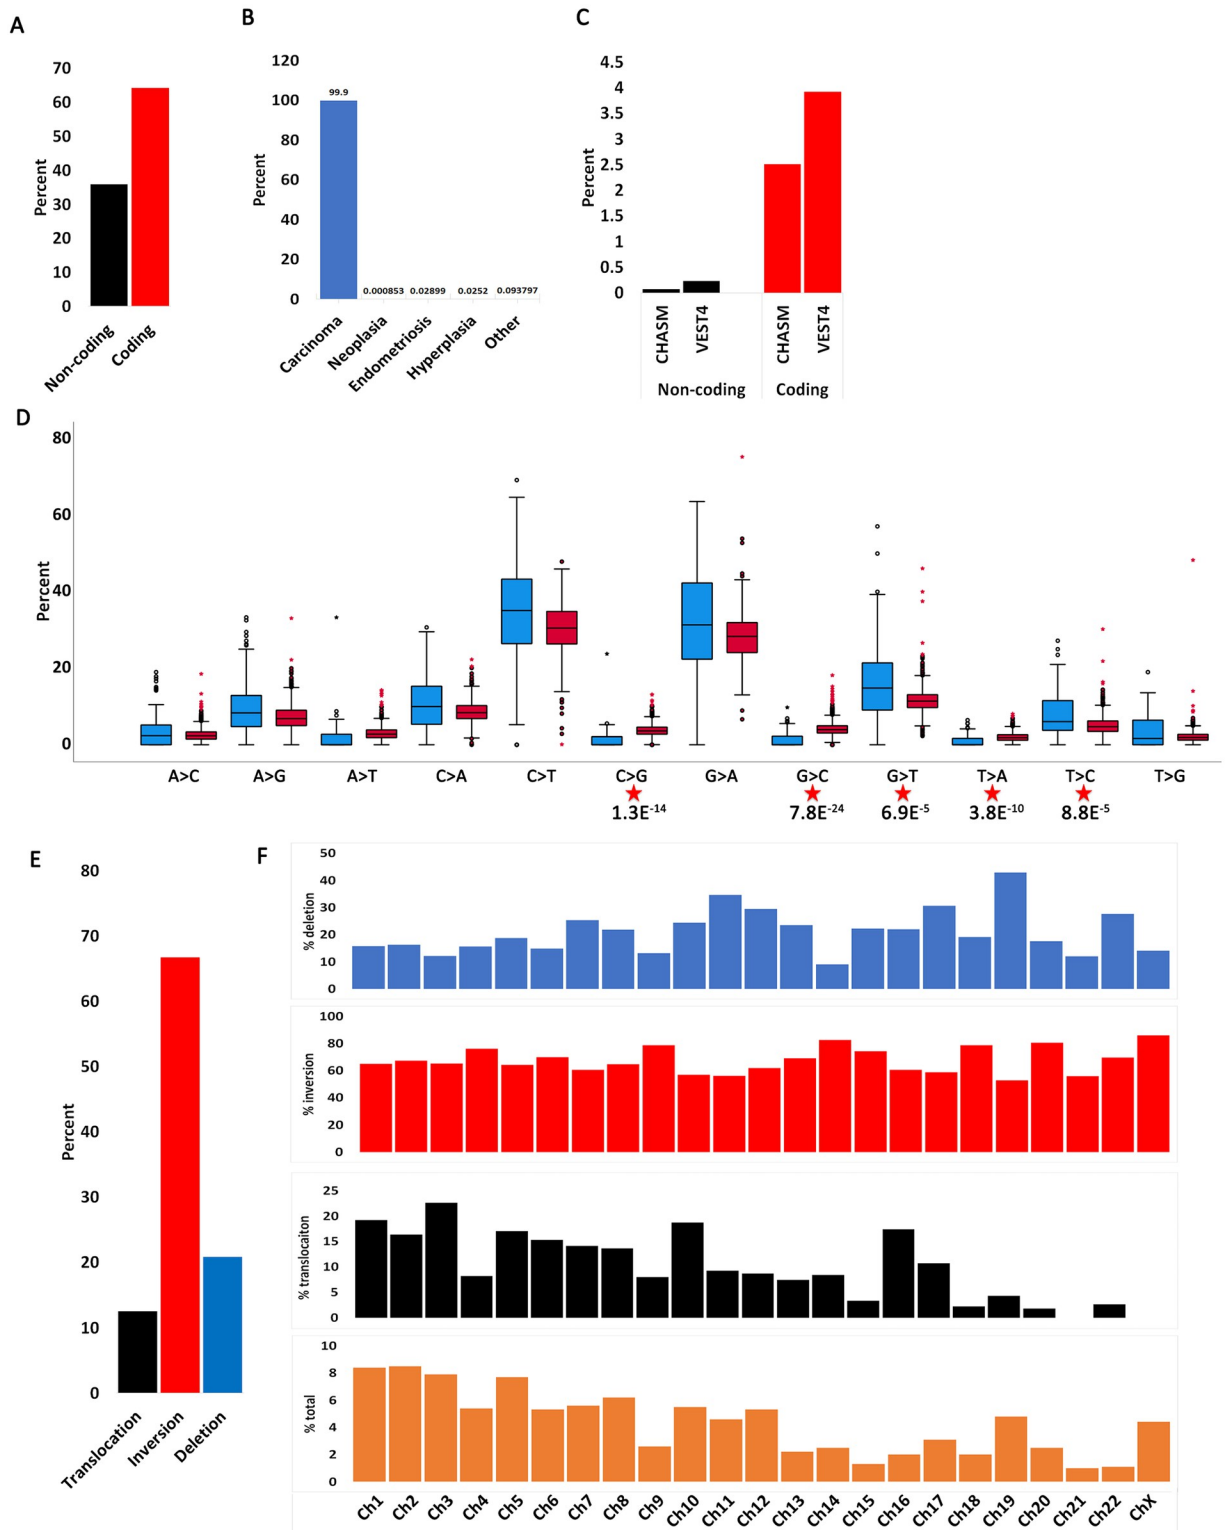 A
Percent
70
60
50
40
30
20
10
0
Non-coding
Coding
B
Percent
120
100
80
60
40
20
0
99.9
0.000853
0.02899
0.0252
0.093797
Carcinoma
Neoplasia
Endometriosis
Hyperplasia
Other
C
Percent
4.5
4
3.5
3
2.5
2
1.5
1
0.5
0
CHASM
VEST4
CHASM
VEST4
Non-coding
Coding
D
Percent
80
60
40
20
0
A>C
A>G
A>T
C>A
C>T
C>G
G>A
G>C
G>T
T>A
T>C
T>G
1.3E-14
7.8E-24
6.9E-5
3.8E-10
8.8E-5
E
Percent
80
70
60
50
40
30
20
10
0
Translocation
Inversion
Deletion
F
% deletion
50
40
30
20
10
0
% inversion
100
80
60
40
20
0
% translocaiton
25
20
15
10
5
0
% total
10
8
6
4
2
0
Ch1
Ch2
Ch3
Ch4
Ch5
Ch6
Ch7
Ch8
Ch9
Ch10
Ch11
Ch12
Ch13
Ch14
Ch15
Ch16
Ch17
Ch18
Ch19
Ch20
Ch21
Ch22
ChX